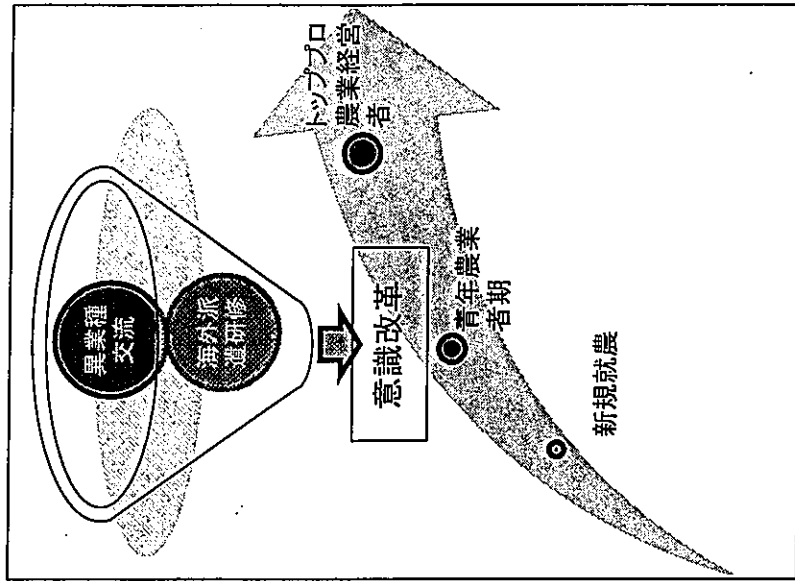 異業種
交流
海外派
遣研修
意識改革
トッププロ
農業経営
者
青年農業
者期
新規就農